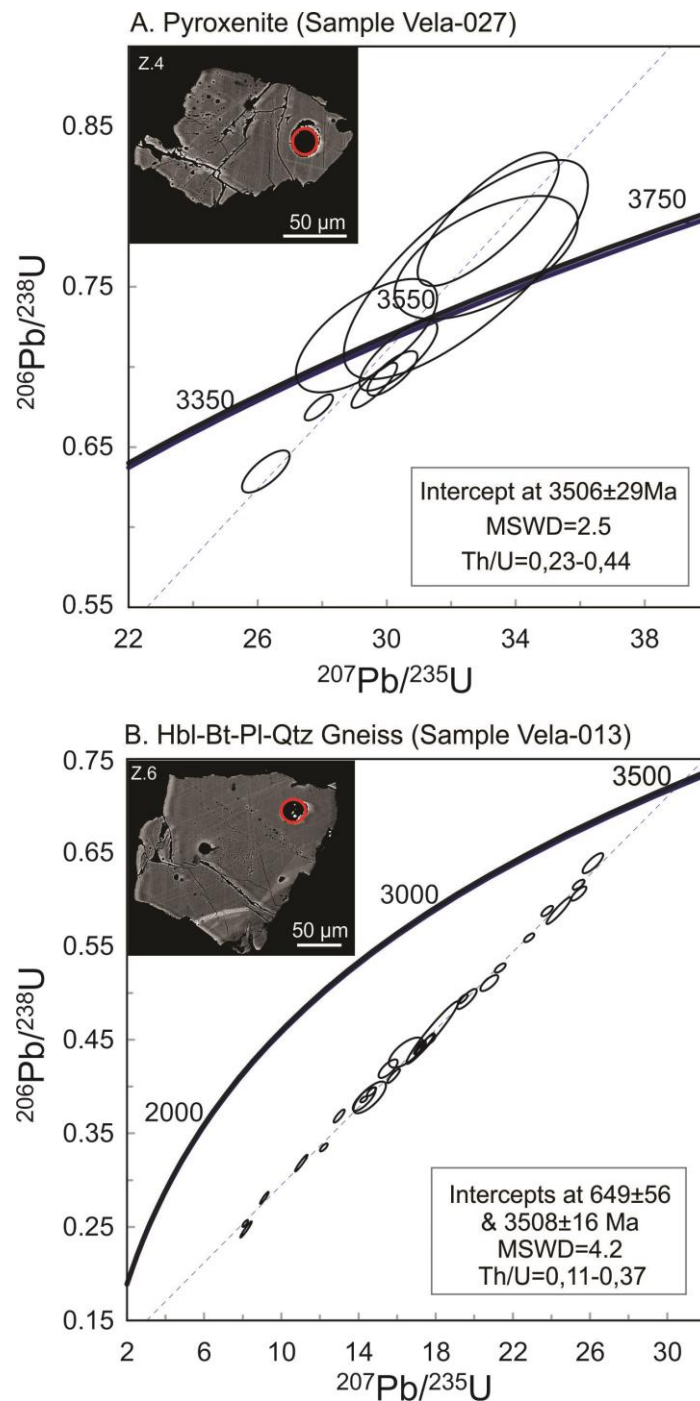 A. Pyroxenite (Sample Vela-027)
Z.4
50 µm
0.85
0.75
0.65
0.55
²⁰⁶Pb/²³⁸U
3350
3550
3750
Intercept at 3506±29Ma
MSWD=2.5
Th/U=0,23-0,44
22 26 30 34 38
²⁰⁷Pb/²³⁵U
B. Hbl-Bt-Pl-Qtz Gneiss (Sample Vela-013)
Z.6
50 µm
0.75
0.65
0.55
0.45
0.35
0.25
0.15
²⁰⁶Pb/²³⁸U
2000
3000
3500
Intercepts at 649±56
& 3508±16 Ma
MSWD=4.2
Th/U=0,11-0,37
2 6 10 14 18 22 26 30
²⁰⁷Pb/²³⁵U